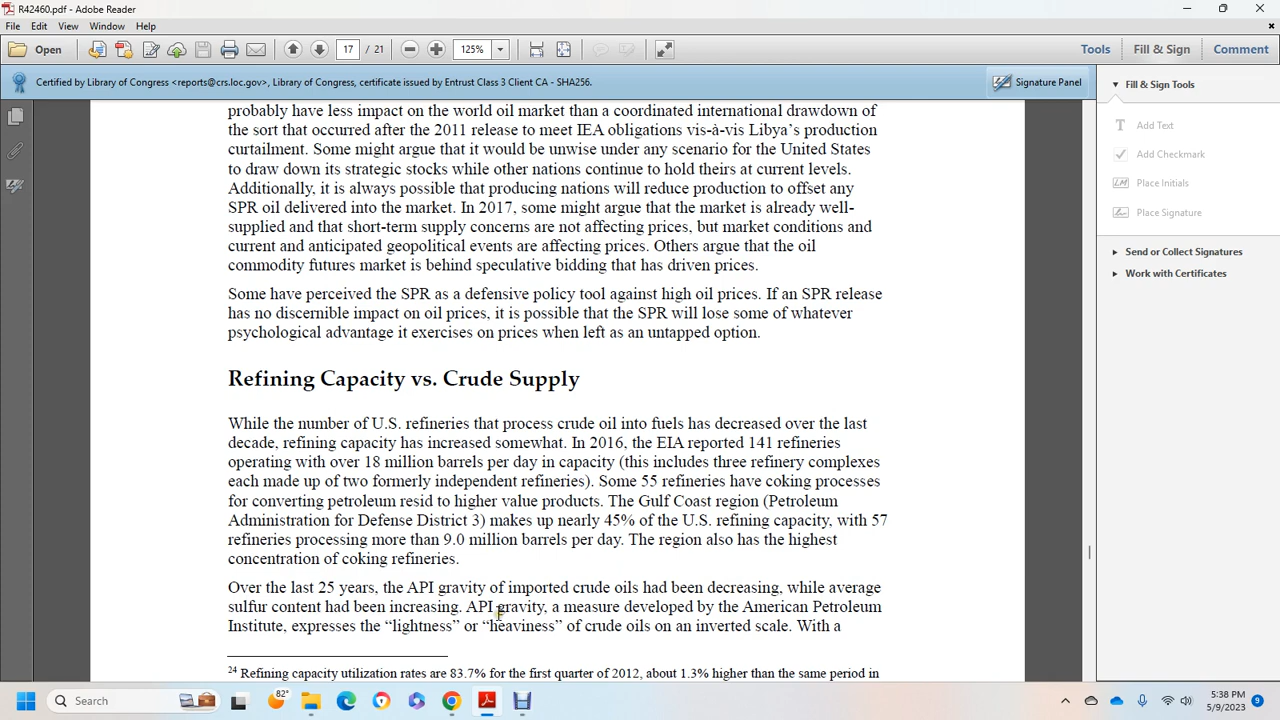 R42460.pdf - Adobe Reader
File Edit View Window Help
Open 17 / 21 125% Tools Fill & Sign Comment
Certified by Library of Congress <reports@crs.loc.gov>, Library of Congress, certificate issued by Entrust Class 3 Client CA - SHA256. Signature Panel
Fill & Sign Tools
Add Text
Add Checkmark
Place Initials
Place Signature
Send or Collect Signatures
Work with Certificates
probably have less impact on the world oil market than a coordinated international drawdown of
the sort that occurred after the 2011 release to meet IEA obligations vis-à-vis Libya’s production
curtailment. Some might argue that it would be unwise under any scenario for the United States
to draw down its strategic stocks while other nations continue to hold theirs at current levels.
Additionally, it is always possible that producing nations will reduce production to offset any
SPR oil delivered into the market. In 2017, some might argue that the market is already well-
supplied and that short-term supply concerns are not affecting prices, but market conditions and
current and anticipated geopolitical events are affecting prices. Others argue that the oil
commodity futures market is behind speculative bidding that has driven prices.
Some have perceived the SPR as a defensive policy tool against high oil prices. If an SPR release
has no discernible impact on oil prices, it is possible that the SPR will lose some of whatever
psychological advantage it exercises on prices when left as an untapped option.
Refining Capacity vs. Crude Supply
While the number of U.S. refineries that process crude oil into fuels has decreased over the last
decade, refining capacity has increased somewhat. In 2016, the EIA reported 141 refineries
operating with over 18 million barrels per day in capacity (this includes three refinery complexes
each made up of two formerly independent refineries). Some 55 refineries have coking processes
for converting petroleum resid to higher value products. The Gulf Coast region (Petroleum
Administration for Defense District 3) makes up nearly 45% of the U.S. refining capacity, with 57
refineries processing more than 9.0 million barrels per day. The region also has the highest
concentration of coking refineries.
Over the last 25 years, the API gravity of imported crude oils had been decreasing, while average
sulfur content had been increasing. API gravity, a measure developed by the American Petroleum
Institute, expresses the “lightness” or “heaviness” of crude oils on an inverted scale. With a
24 Refining capacity utilization rates are 83.7% for the first quarter of 2012, about 1.3% higher than the same period in
Search 82° 5:38 PM
5/9/2023 9